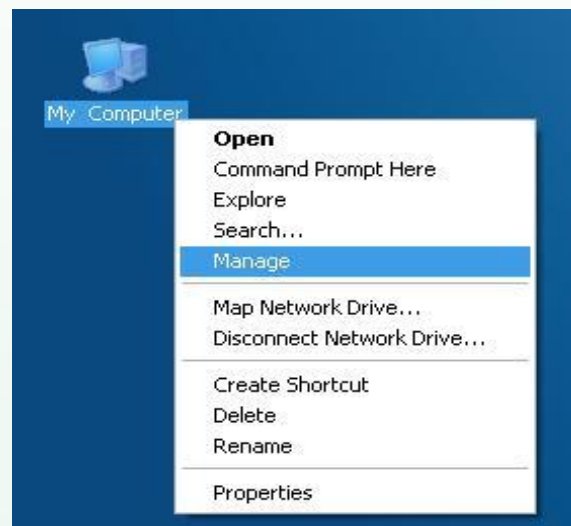 My Computer
Open
Command Prompt Here
Explore
Search...
Manage
Map Network Drive...
Disconnect Network Drive...
Create Shortcut
Delete
Rename
Properties